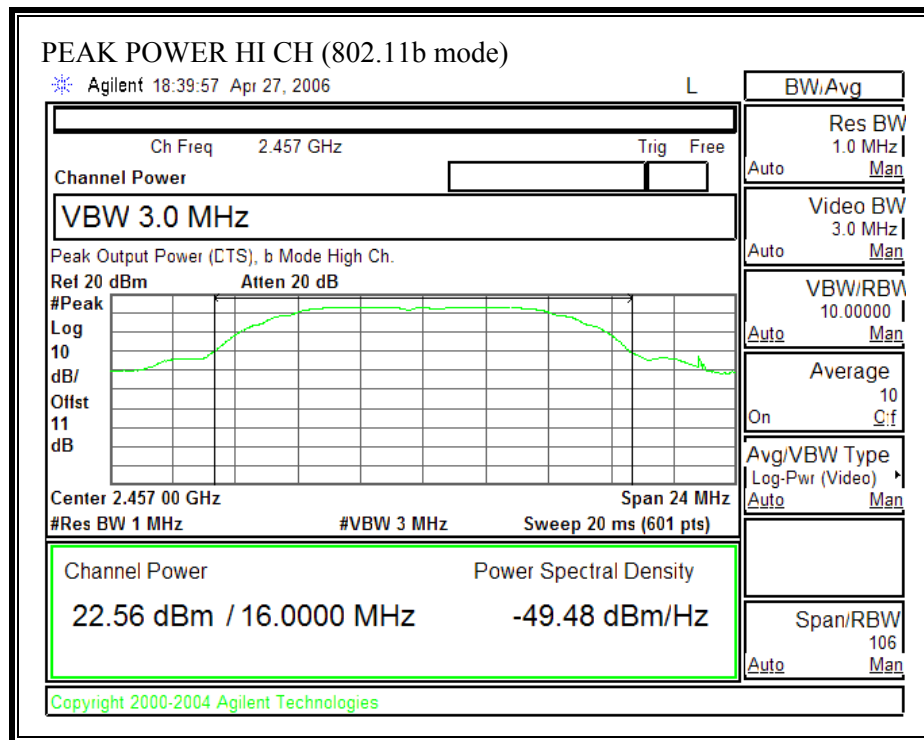 PEAK POWER HI CH (802.11b mode)
Agilent 18:39:57 Apr 27, 2006 L
Ch Freq 2.457 GHz Trig Free
Channel Power
VBW 3.0 MHz
Peak Output Power (DTS), b Mode High Ch.
Ref 20 dBm Atten 20 dB
#Peak
Log
10
dB/
Offst
11
dB
Center 2.457 00 GHz Span 24 MHz
#Res BW 1 MHz #VBW 3 MHz Sweep 20 ms (601 pts)
Channel Power Power Spectral Density
22.56 dBm / 16.0000 MHz -49.48 dBm/Hz
Copyright 2000-2004 Agilent Technologies
BW/Avg
Res BW
1.0 MHz
Auto Man
Video BW
3.0 MHz
Auto Man
VBW/RBW
10.00000
Auto Man
Average
10
On Off
Avg/VBW Type
Log-Pwr (Video)
Auto Man
Span/RBW
106
Auto Man